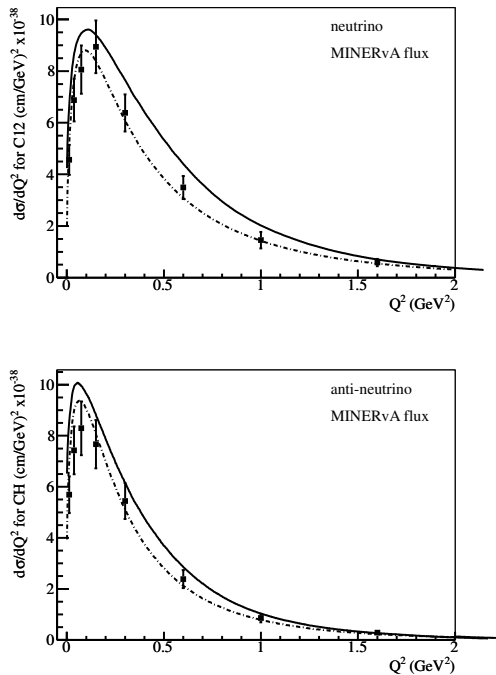 dσ/dQ² for C12 (cm/GeV)² x10⁻³⁸
10
8
6
4
2
0
neutrino
MINERvA flux
0 0.5 1 1.5 2
Q² (GeV²)
dσ/dQ² for CH (cm/GeV)² x10⁻³⁸
10
8
6
4
2
0
anti-neutrino
MINERvA flux
0 0.5 1 1.5 2
Q² (GeV²)